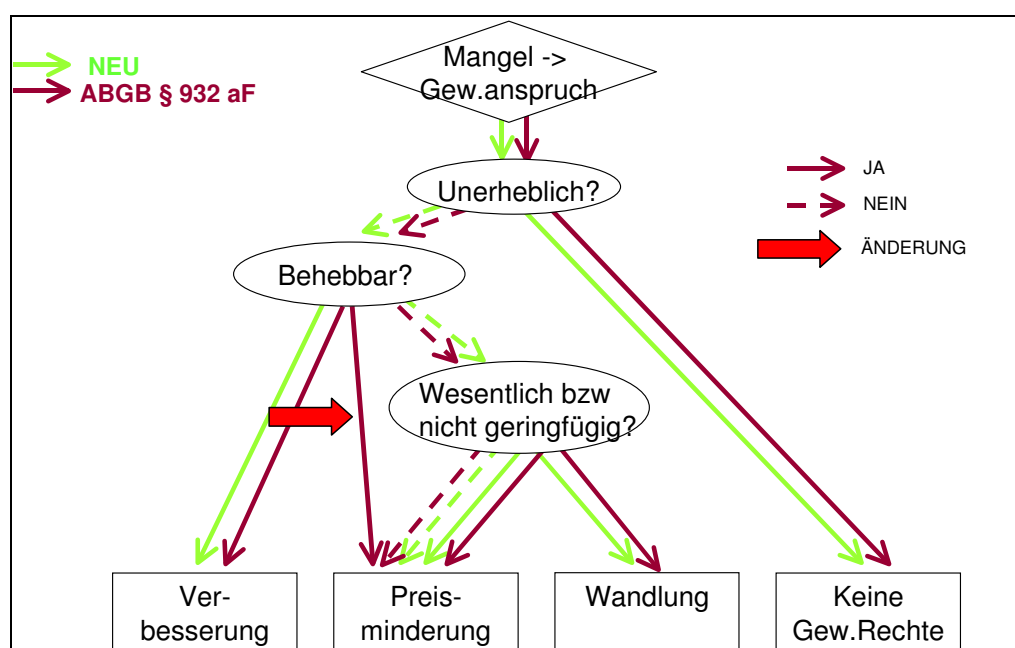 Mangel ->
Gew.anspruch
NEU
ABGB § 932 aF
Unerheblich?
JA
NEIN
ÄNDERUNG
Behebbar?
Wesentlich bzw
nicht geringfügig?
Ver-
besserung
Preis-
minderung
Wandlung
Keine
Gew.Rechte